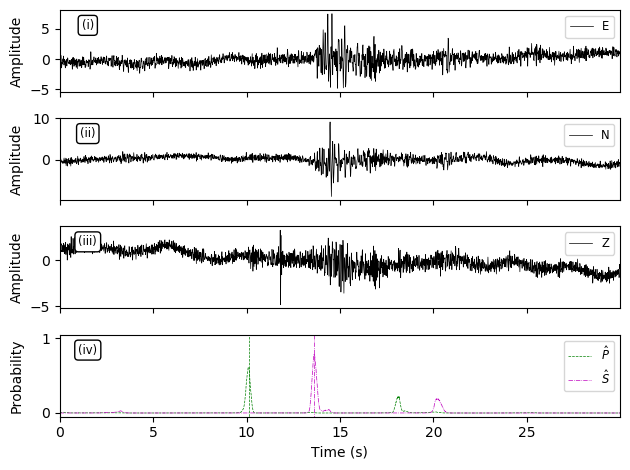 (i)
E
Amplitude
5
0
−5
(ii)
N
Amplitude
10
0
(iii)
Z
Amplitude
0
−5
(iv)
P̂
Ŝ
Probability
1
0
0 5 10 15 20 25
Time (s)